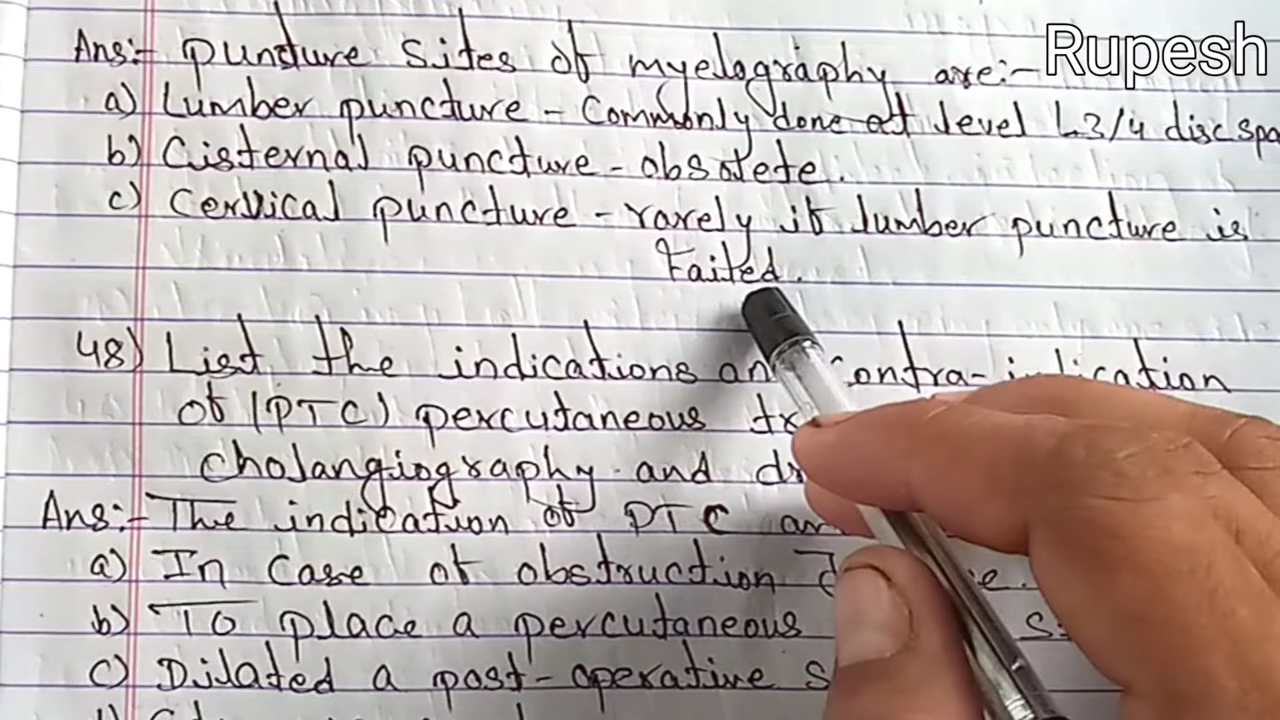 Rupesh
Ans:- puncture sites of myelography are:-
a) Lumber puncture - Commonly done at level L3/4 disc spa
b) Cisternal puncture - obsolete.
c) Cervical puncture - rarely if lumber puncture is
failed.
48) List the indications an contra-indication
of (PTC) percutaneous
cholangiography and
Ans:- The indication of PTC
a) In Case of obstruction
b) To place a percutaneous
c) Dilated a post-operative